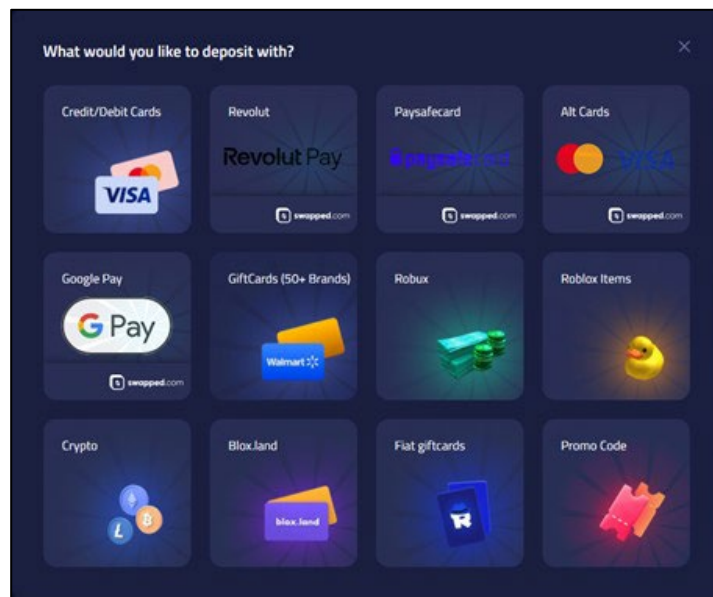 What would you like to deposit with?
Credit/Debit Cards
Revolut
Paysafecard
Alt Cards
VISA
Revolut Pay
paysafecard
VISA
swapped.com
swapped.com
swapped.com
Google Pay
GiftCards (50+ Brands)
Robux
Roblox Items
G Pay
Walmart
swapped.com
Crypto
Blox.land
Fiat giftcards
Promo Code
blox.land